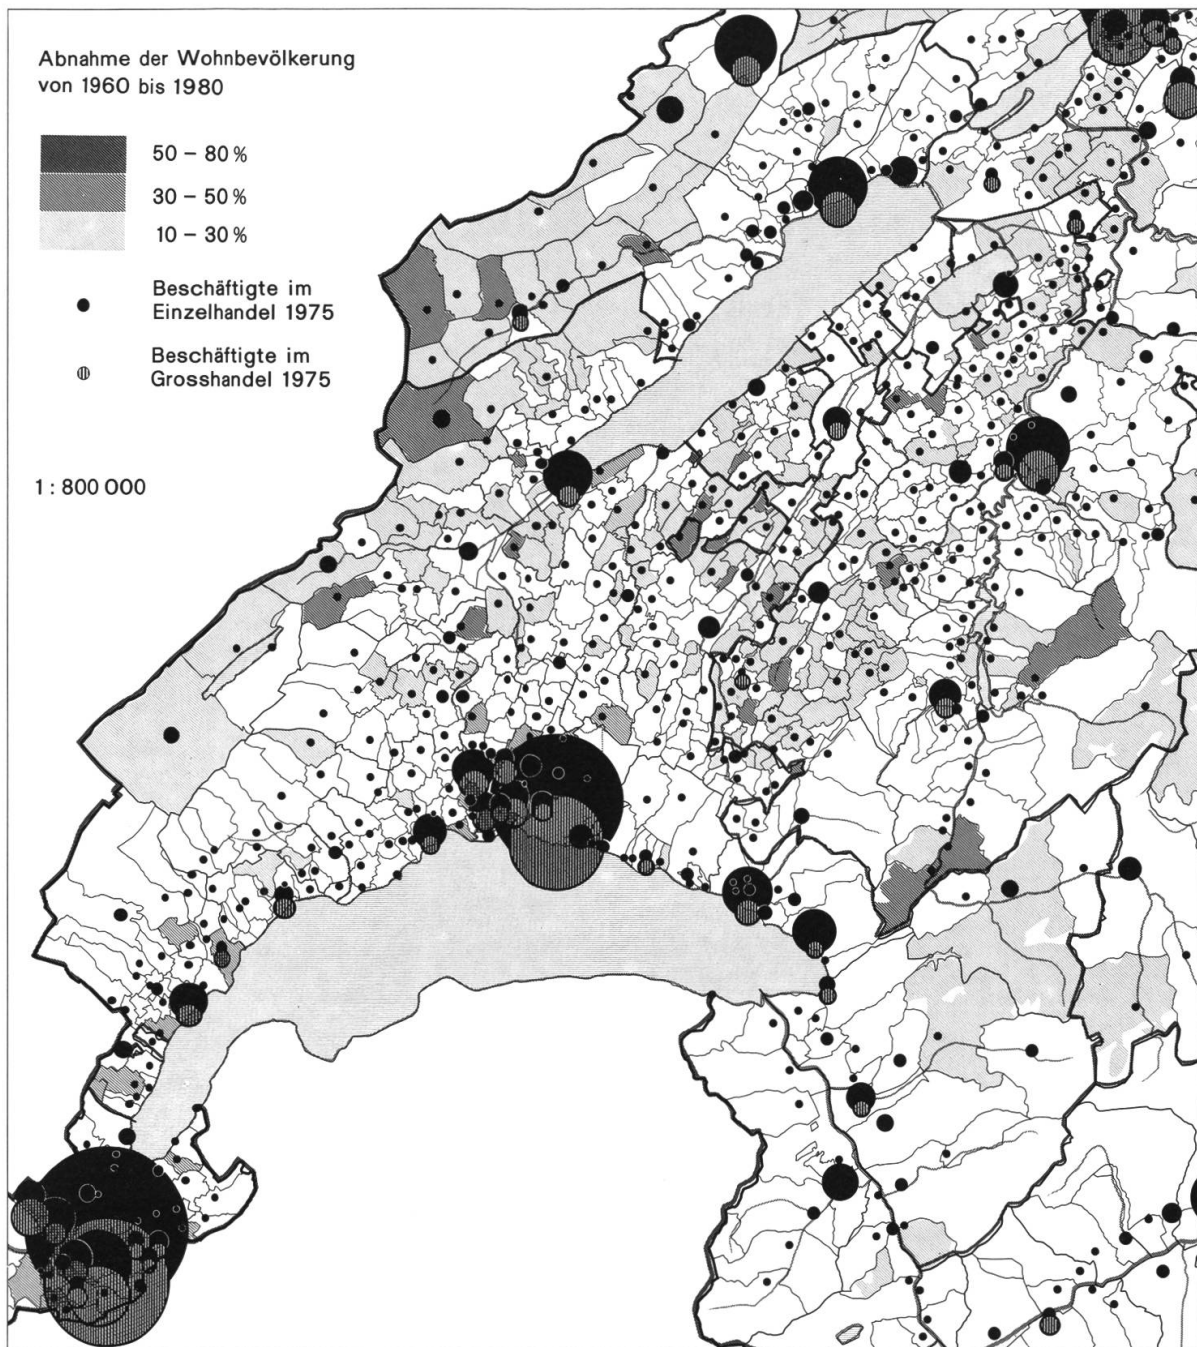 Abnahme der Wohnbevölkerung
von 1960 bis 1980
50 – 80 %
30 – 50 %
10 – 30 %
Beschäftigte im
Einzelhandel 1975
Beschäftigte im
Grosshandel 1975
1 : 800 000